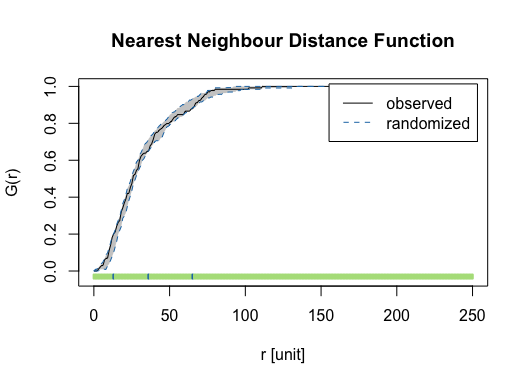 Nearest Neighbour Distance Function
G(r)
1.0
0.8
0.6
0.4
0.2
0.0
observed
randomized
0 50 100 150 200 250
r [unit]